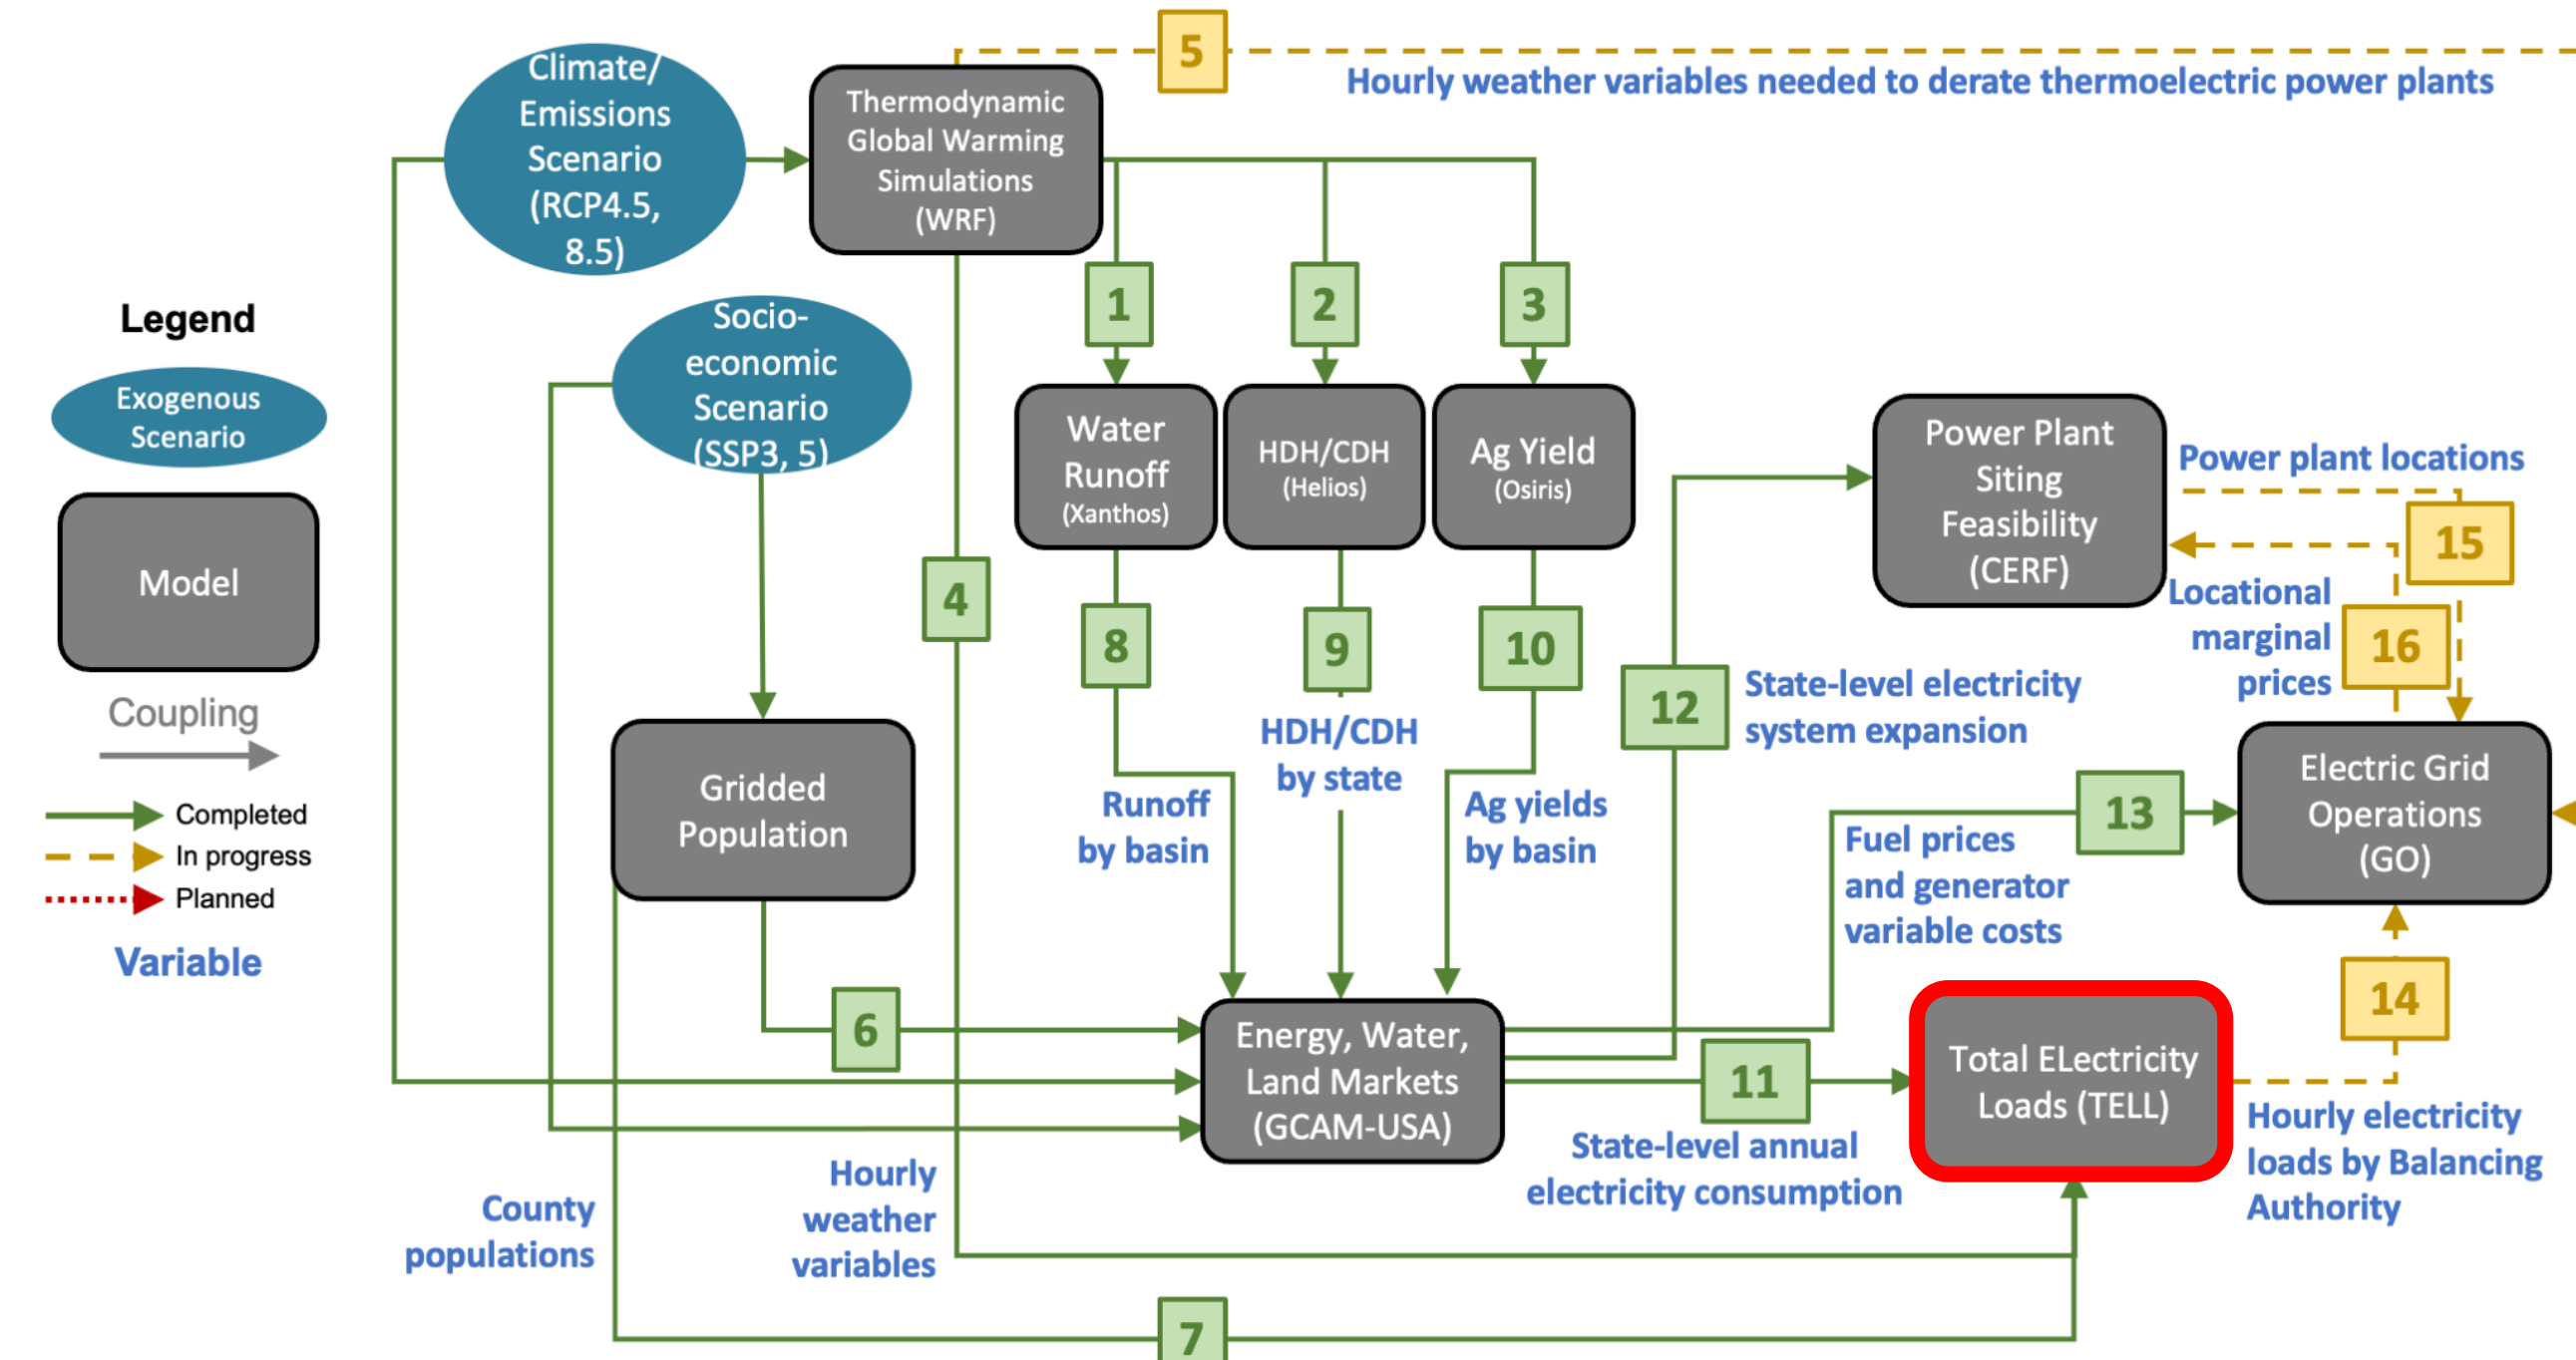 5
Hourly weather variables needed to derate thermoelectric power plants
Climate/
Emissions
Scenario
(RCP4.5,
8.5)
Thermodynamic
Global Warming
Simulations
(WRF)
1
2
3
Legend
Exogenous
Scenario
Model
Coupling
Completed
In progress
Planned
Variable
Socio-
economic
Scenario
(SSP3, 5)
Water
Runoff
(Xanthos)
HDH/CDH
(Helios)
Ag Yield
(Osiris)
Power Plant
Siting
Feasibility
(CERF)
Power plant locations
15
Locational
marginal
prices
16
4
8
9
10
12
State-level electricity
system expansion
HDH/CDH
by state
Gridded
Population
Runoff
by basin
Ag yields
by basin
Fuel prices
and generator
variable costs
13
Electric Grid
Operations
(GO)
14
6
Energy, Water,
Land Markets
(GCAM-USA)
11
State-level annual
electricity consumption
Total ELectricity
Loads (TELL)
Hourly electricity
loads by Balancing
Authority
County
populations
Hourly
weather
variables
7